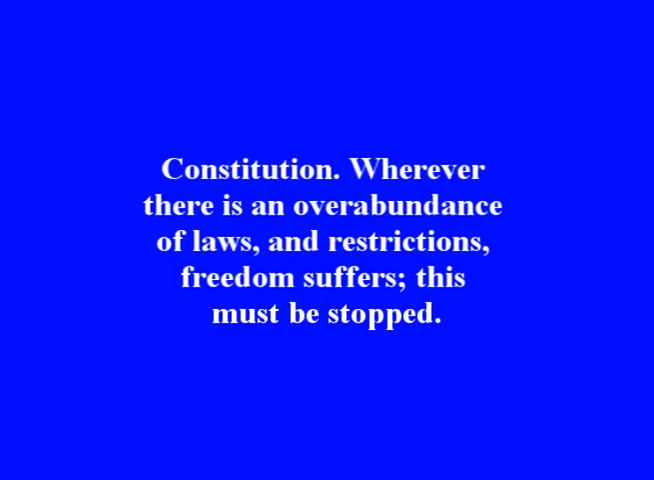 Constitution. Wherever
there is an overabundance
of laws, and restrictions,
freedom suffers; this
must be stopped.